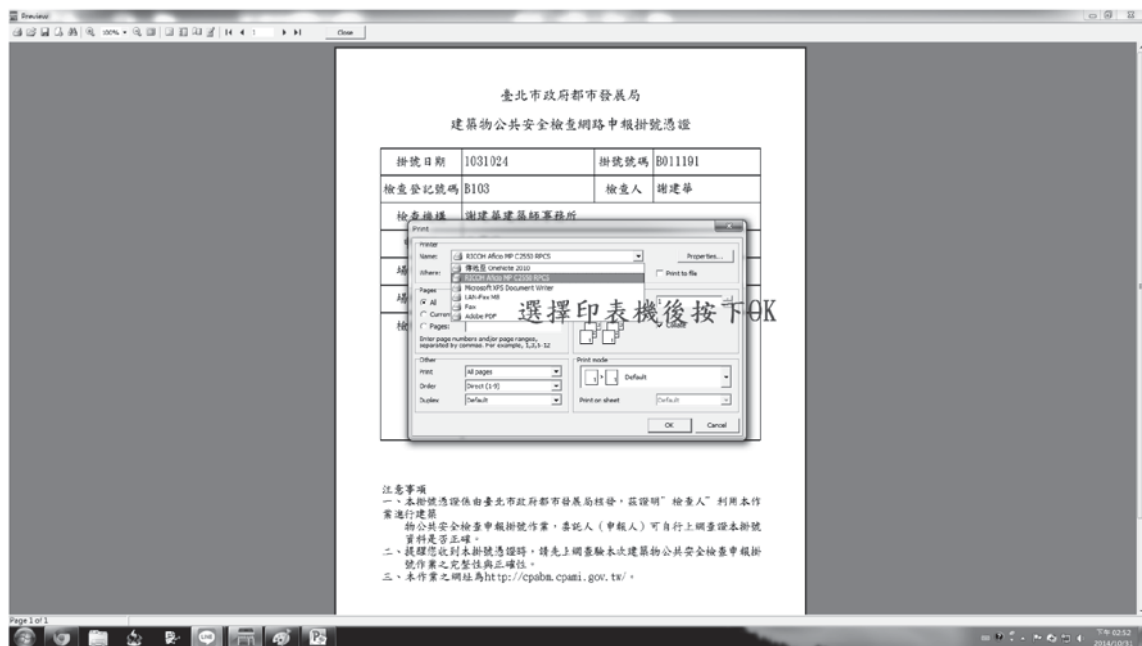 Preview
100%
1
Close
臺北市政府都市發展局
建築物公共安全檢查網路申報掛號憑證
掛號日期 1031024 掛號號碼 B011191
檢查登記號碼 B103 檢查人 謝建華
檢查機構 謝建華建築師事務所
Print
Printer
Name: RICOH Aficio MP C2550 RPCS Properties...
傳送至 OneNote 2010
Where: RICOH Aficio MP C2550 RPCS Print to file
Microsoft XPS Document Writer
Pages LAN-Fax M8
All Fax 1
Adobe PDF
選擇印表機後按下OK
Pages: Collate
Enter page numbers and/or page ranges,
separated by commas. For example, 1,3,5-12
Other Print mode
Print All pages Default
Order Direct (1-9)
Duplex Default Print on sheet Default
OK Cancel
注意事項
一、本掛號憑證係由臺北市政府都市發展局核發，茲證明"檢查人"利用本作
業進行建築
物公共安全檢查申報掛號作業，委託人（申報人）可自行上網查證本掛號
資料是否正確。
二、提醒您收到本掛號憑證時，請先上網查驗本次建築物公共安全檢查申報掛
號作業之完整性與正確性。
三、本作業之網址為http://cpabm.cpami.gov.tw/。
Page 1 of 1
下午 02:52
2014/10/31